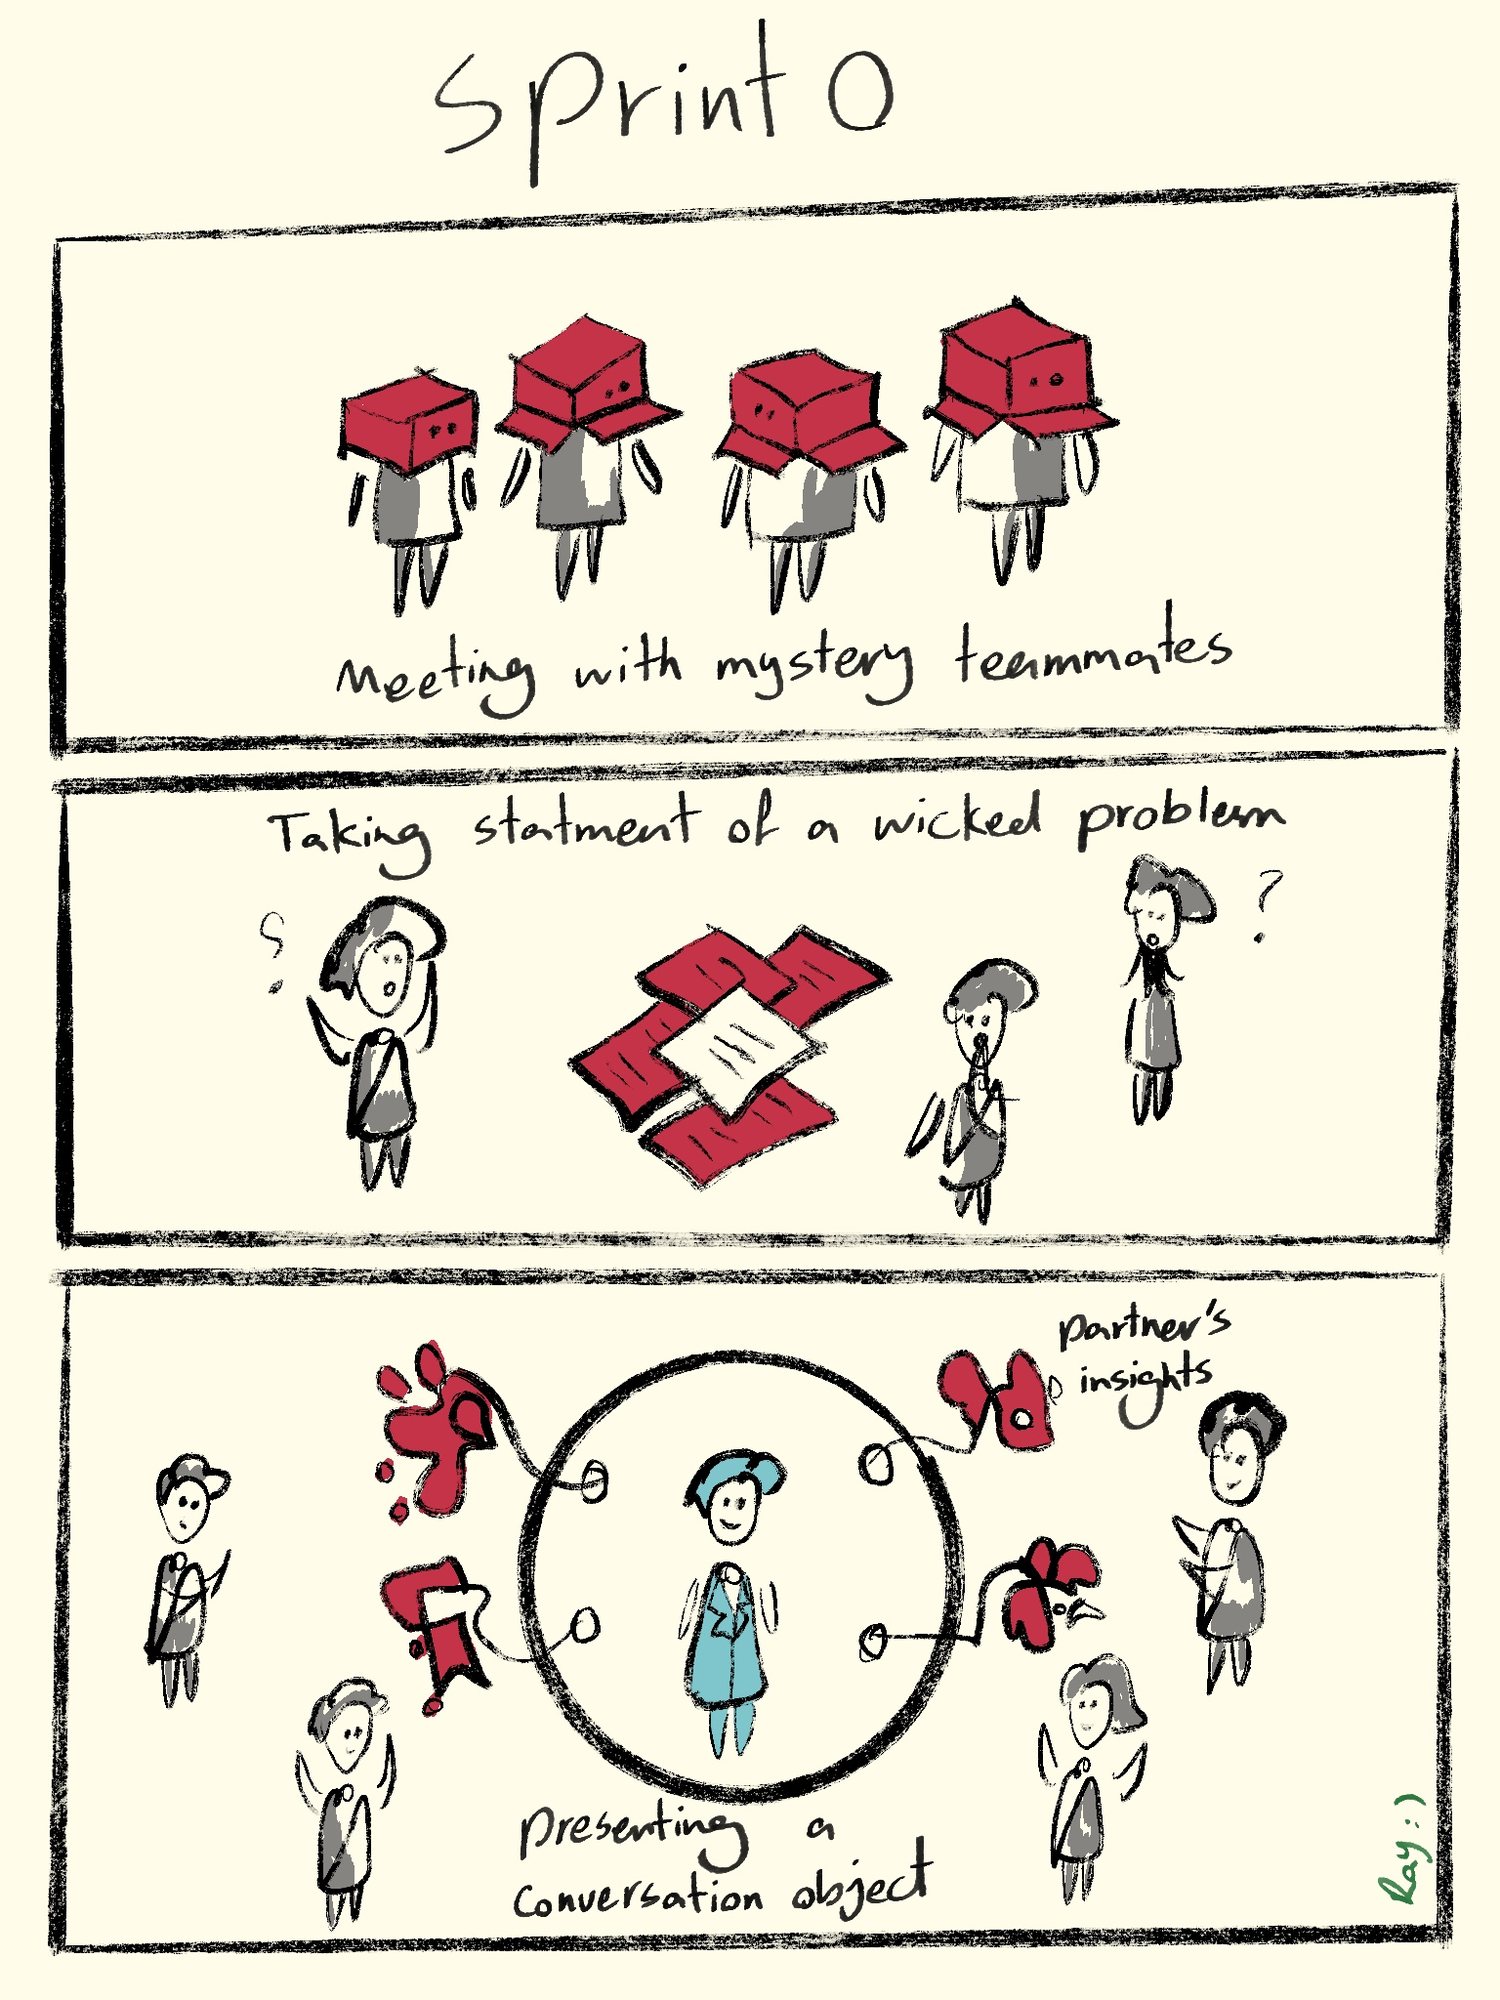 Sprint 0
Meeting with mystery teammates
Taking statment of a wicked problem
?
?
partner's
insights
presenting a
conversation object
Ray:)